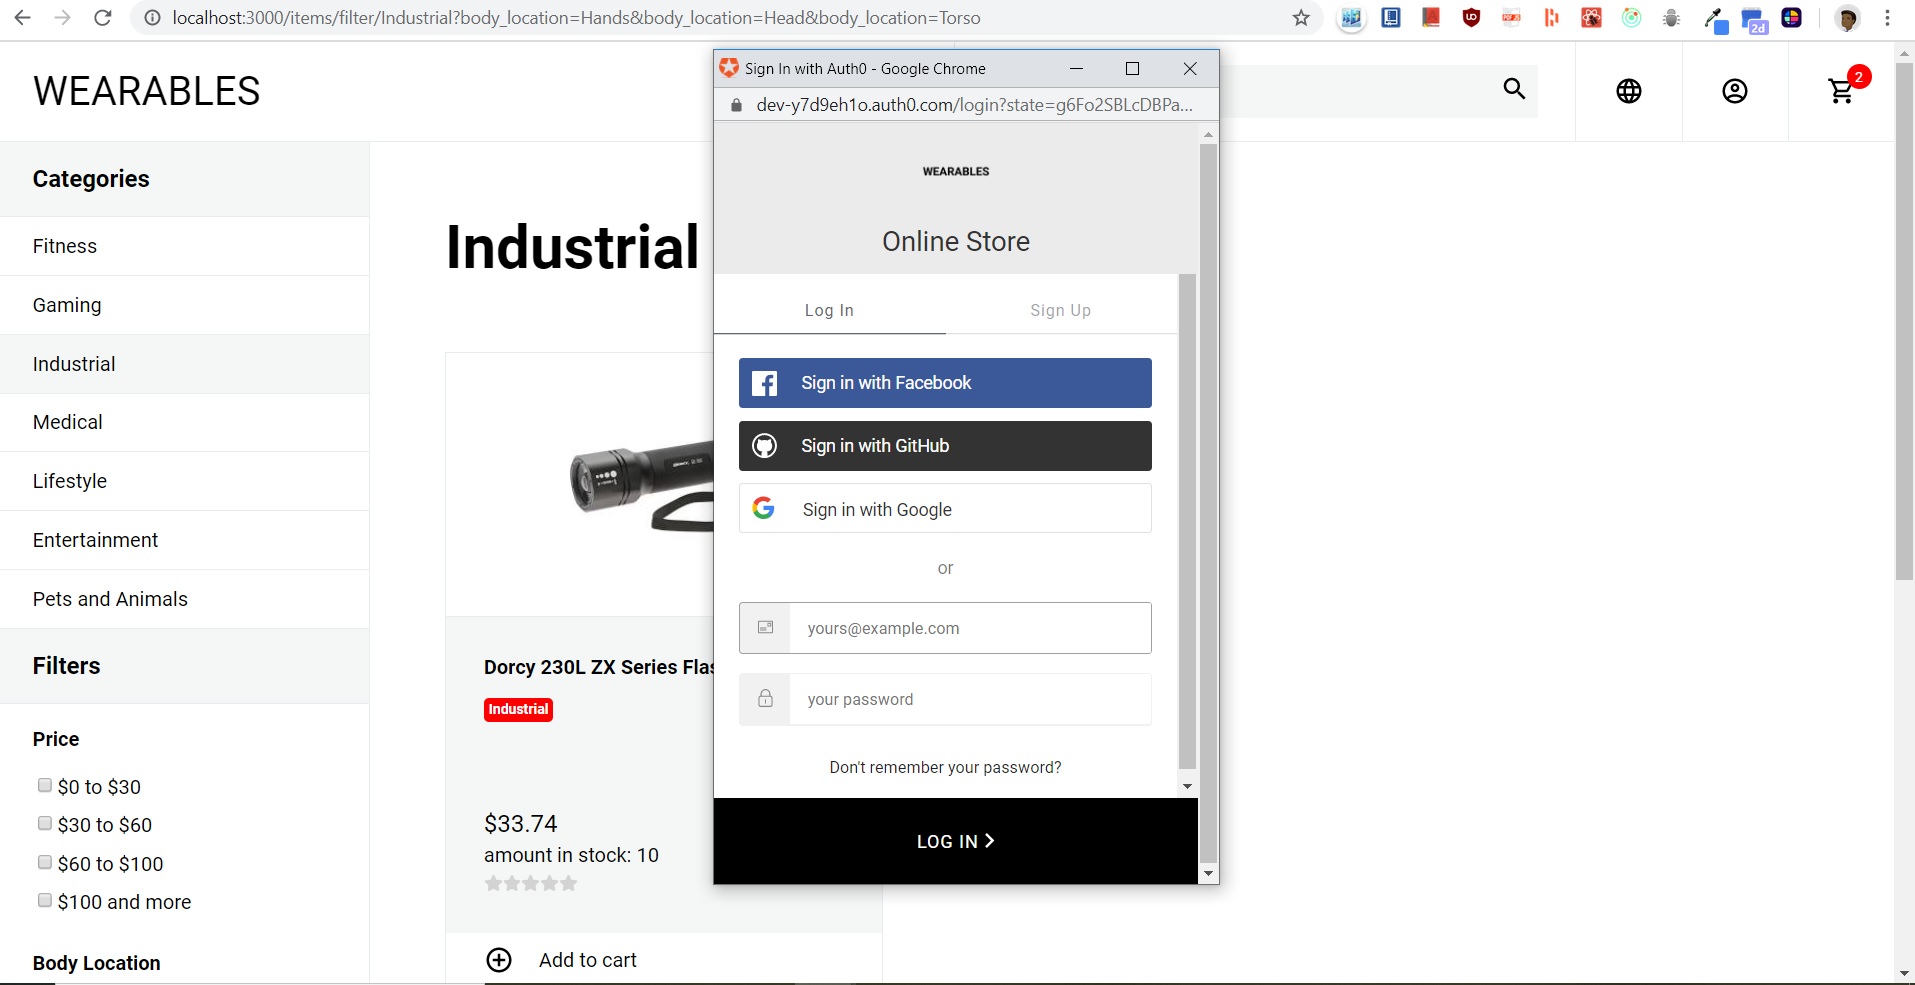 localhost:3000/items/filter/Industrial?body_location=Hands&body_location=Head&body_location=Torso
2d
WEARABLES
2
Sign In with Auth0 - Google Chrome
dev-y7d9eh1o.auth0.com/login?state=g6Fo2SBLcDBPa...
WEARABLES
Online Store
Log In
Sign Up
Sign in with Facebook
Sign in with GitHub
Sign in with Google
or
yours@example.com
your password
Don't remember your password?
LOG IN
Categories
Fitness
Gaming
Industrial
Medical
Lifestyle
Entertainment
Pets and Animals
Filters
Price
$0 to $30
$30 to $60
$60 to $100
$100 and more
Body Location
Industrial
Dorcy 230L ZX Series Flas
Industrial
$33.74
amount in stock: 10
Add to cart